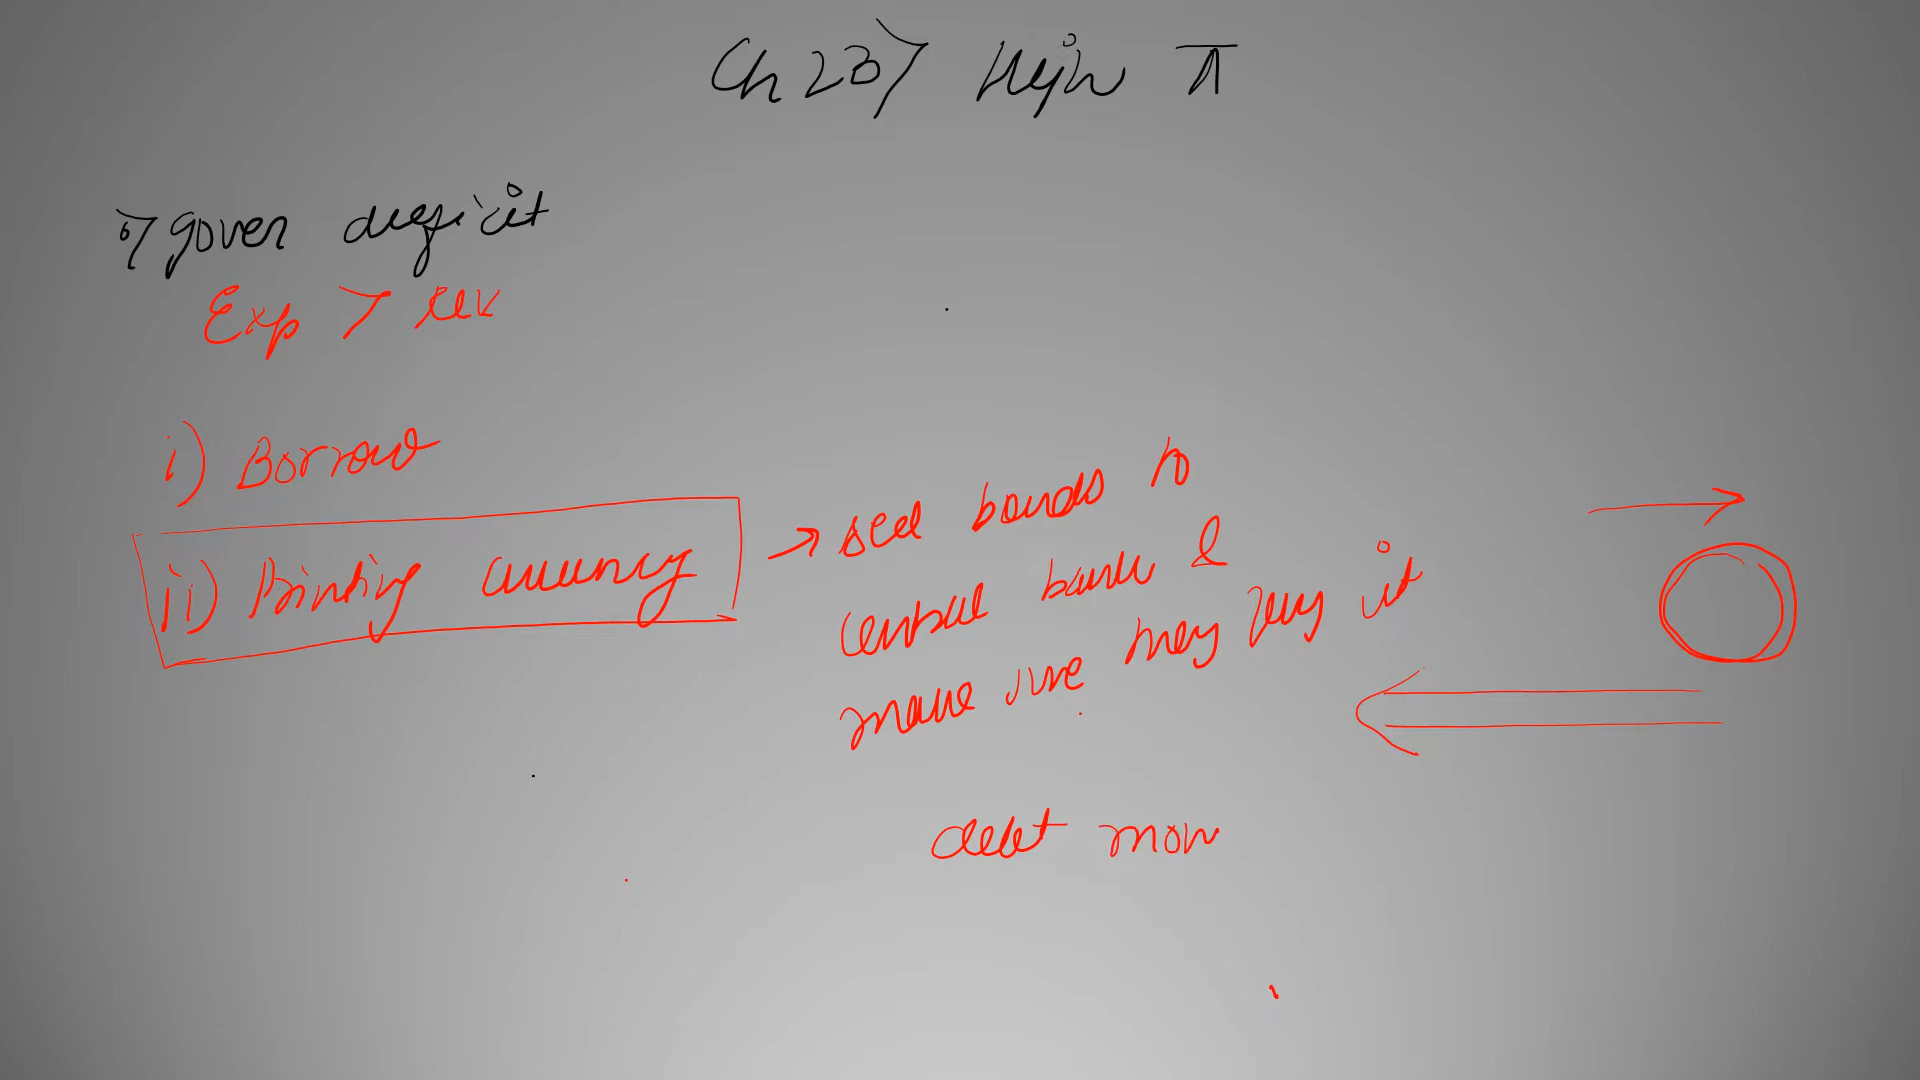 Ch 23) High π
i) goven deficit
Exp > rev
i) Borrow
ii) Printing currency
→ sell bonds to
central bank &
make sure they buy it
debt mon